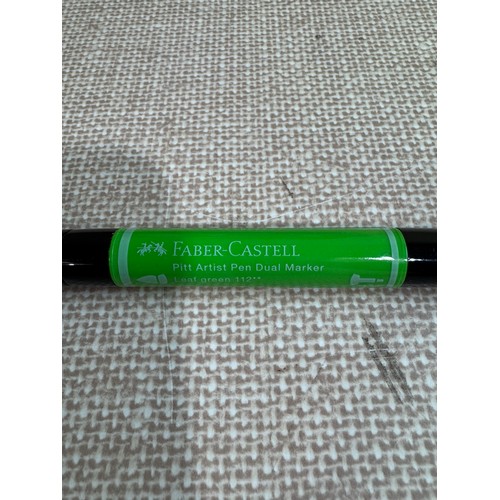 FABER-CASTELL
Pitt Artist Pen Dual Marker
Leaf green 112**